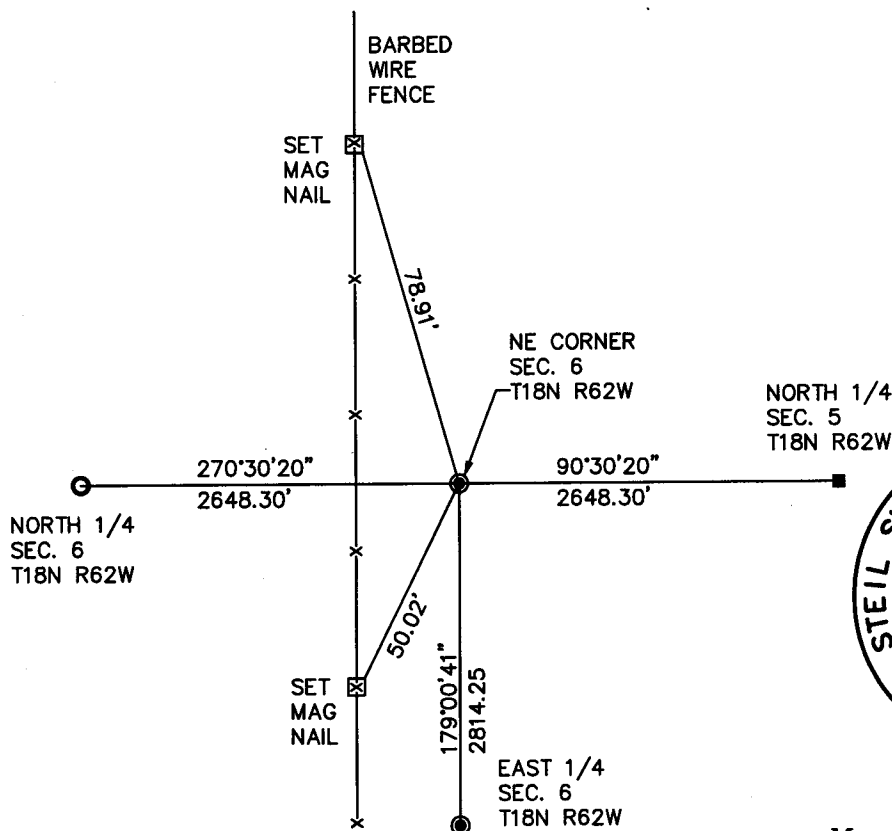 BARBED
WIRE
FENCE
SET
MAG
NAIL
78.91'
NE CORNER
SEC. 6
T18N R62W
NORTH 1/4
SEC. 5
T18N R62W
270°30'20"
2648.30'
90°30'20"
2648.30'
NORTH 1/4
SEC. 6
T18N R62W
50.02'
179°00'41"
2814.25
SET
MAG
NAIL
EAST 1/4
SEC. 6
T18N R62W
STEIL